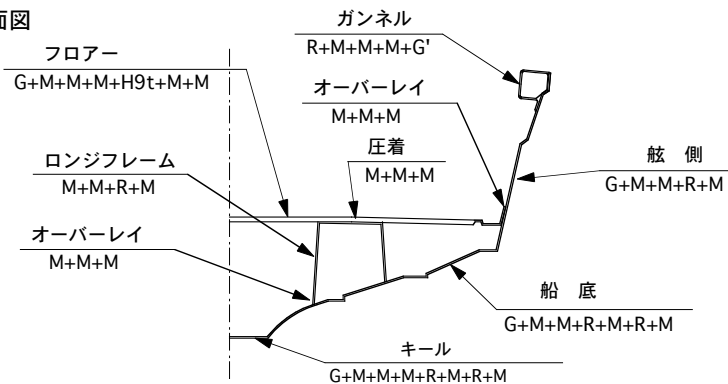 面図
ガンネル
R+M+M+M+G'
フロアー
G+M+M+M+H9t+M+M
オーバーレイ
M+M+M
圧着
M+M+M
ロンジフレーム
M+M+R+M
舷 側
G+M+M+R+M
オーバーレイ
M+M+M
船 底
G+M+M+R+M+R+M
キール
G+M+M+M+R+M+R+M